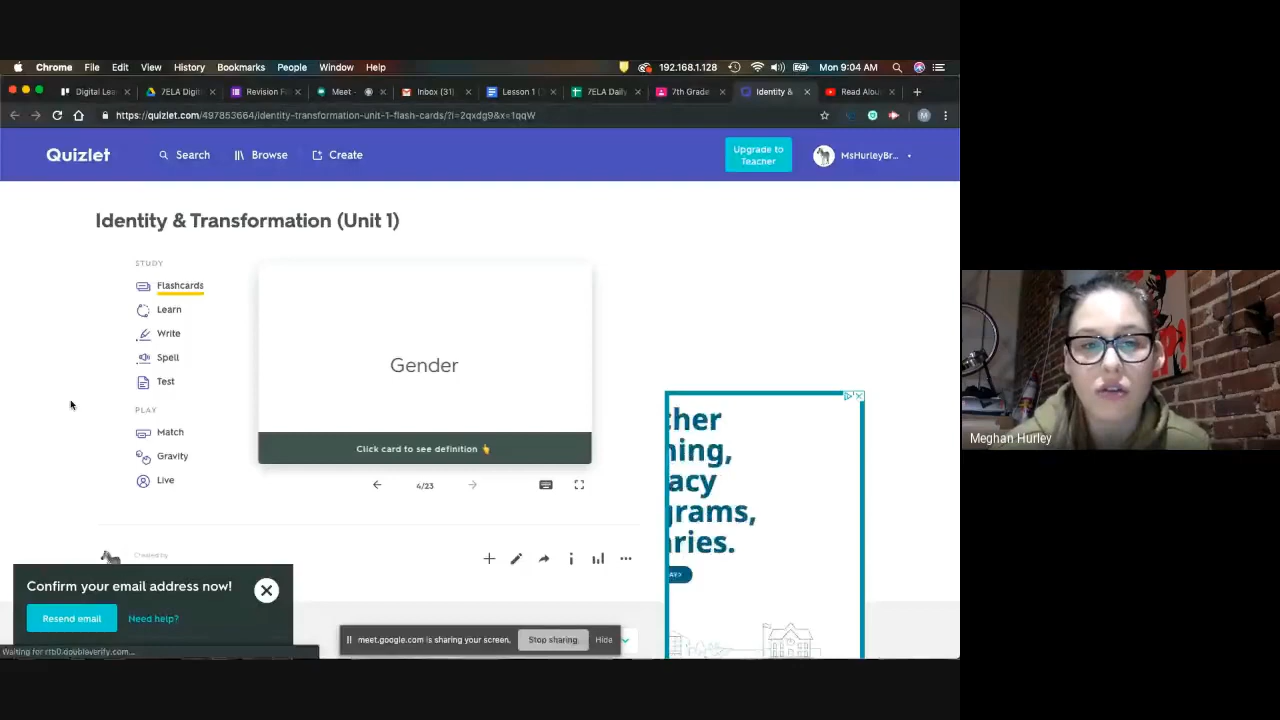 Chrome File Edit View History Bookmarks People Window Help 192.168.1.128 Mon 9:04 AM
Digital Lea 7ELA Digit Revision F Meet - Inbox (31) Lesson 1 ( 7ELA Daily 7th Grade Identity & Read Alou
https://quizlet.com/497853664/identity-transformation-unit-1-flash-cards/?i=2qxdg9&x=1qqW
Quizlet Search Browse Create Upgrade to
Teacher MsHurleyBr...
Identity & Transformation (Unit 1)
STUDY
Flashcards
Learn
Write
Spell
Test
PLAY
Match
Gravity
Live
Gender
Click card to see definition
4/23
Created by
cher
ning,
acy
grams,
ries.
Confirm your email address now!
Resend email Need help?
meet.google.com is sharing your screen. Stop sharing Hide
Waiting for rtb0.doubleverify.com...
Meghan Hurley